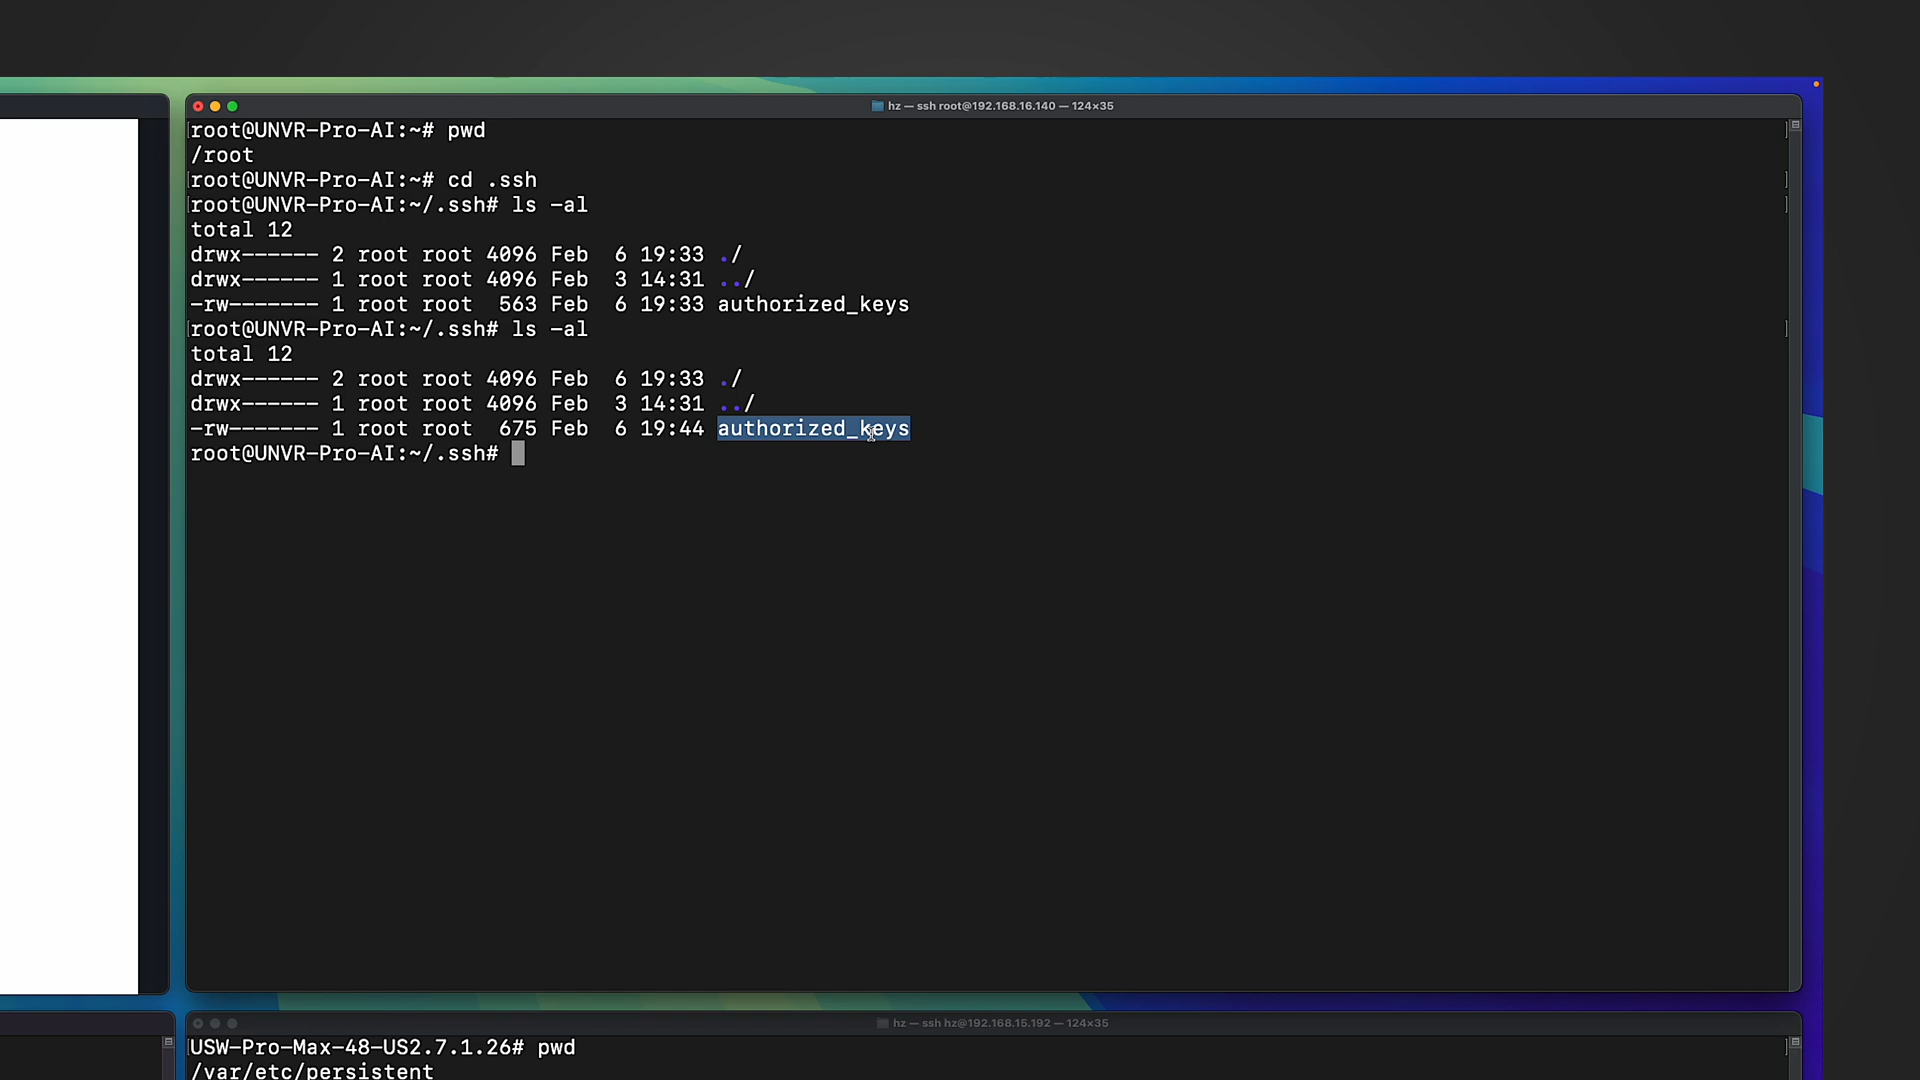 hz — ssh root@192.168.16.140 — 124×35
root@UNVR-Pro-AI:~# pwd
/root
root@UNVR-Pro-AI:~# cd .ssh
root@UNVR-Pro-AI:~/.ssh# ls -al
total 12
drwx------ 2 root root 4096 Feb  6 19:33 ./
drwx------ 1 root root 4096 Feb  3 14:31 ../
-rw------- 1 root root  563 Feb  6 19:33 authorized_keys
root@UNVR-Pro-AI:~/.ssh# ls -al
total 12
drwx------ 2 root root 4096 Feb  6 19:33 ./
drwx------ 1 root root 4096 Feb  3 14:31 ../
-rw------- 1 root root  675 Feb  6 19:44 authorized_keys
root@UNVR-Pro-AI:~/.ssh#
hz — ssh hz@192.168.15.192 — 124×35
USW-Pro-Max-48-US2.7.1.26# pwd
/var/etc/persistent